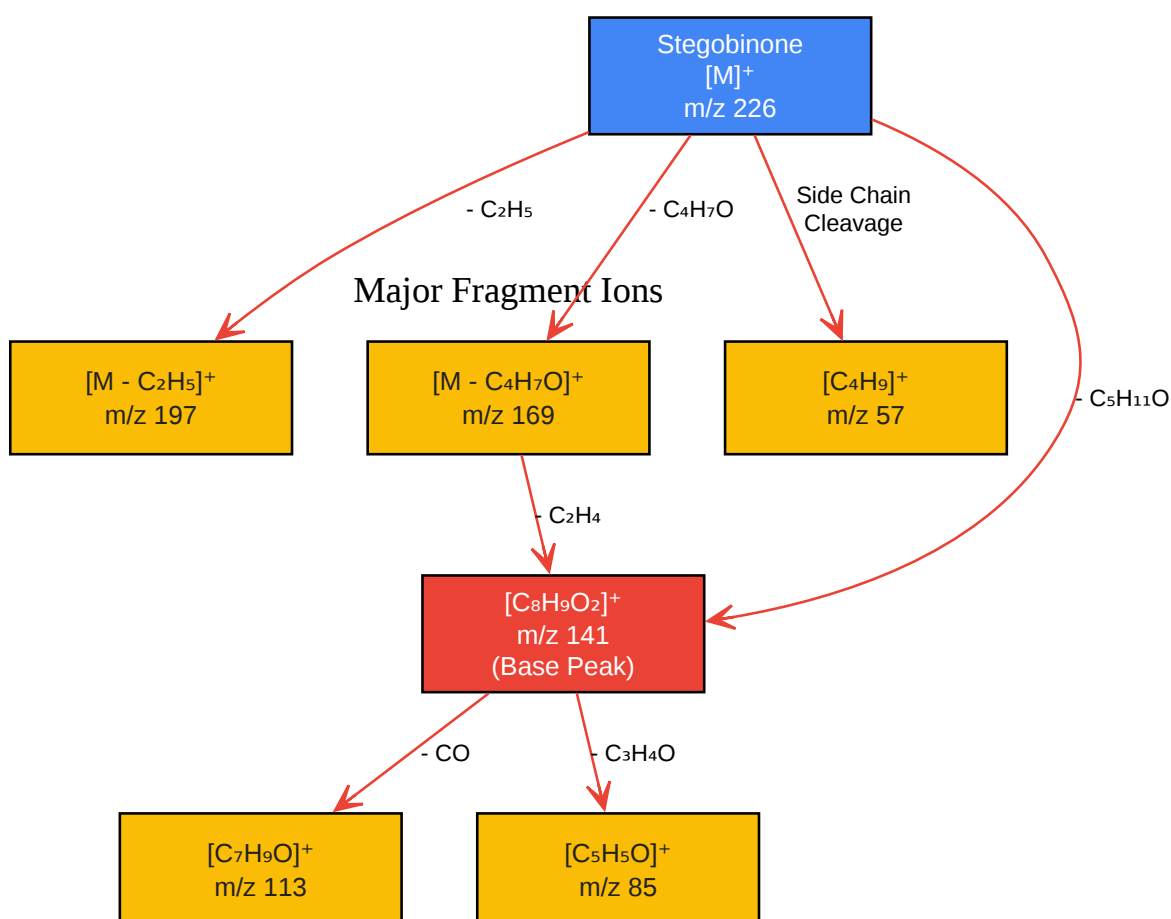 Stegobinone
[M]⁺
m/z 226
- C₂H₅
- C₄H₇O
Side Chain
Cleavage
Major Fragment Ions
[M - C₂H₅]⁺
m/z 197
[M - C₄H₇O]⁺
m/z 169
[C₄H₉]⁺
m/z 57
- C₅H₁₁O
- C₂H₄
[C₈H₉O₂]⁺
m/z 141
(Base Peak)
- CO
- C₃H₄O
[C₇H₉O]⁺
m/z 113
[C₅H₅O]⁺
m/z 85